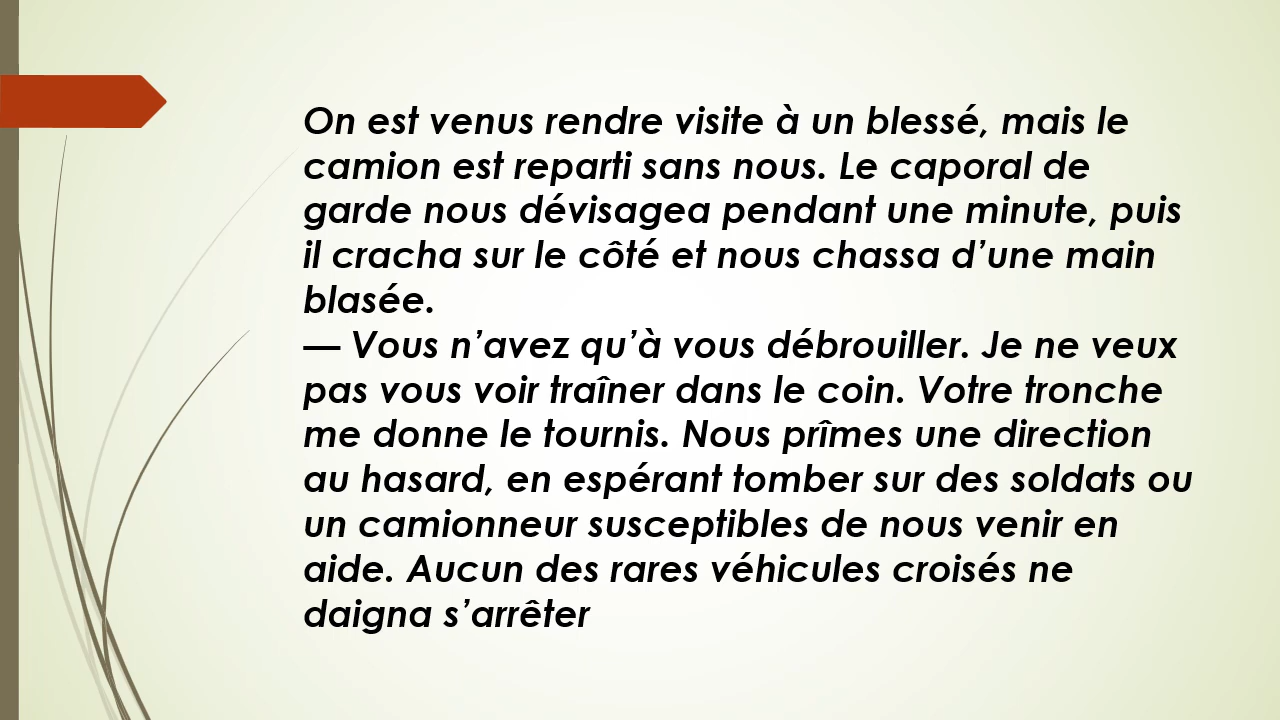 On est venus rendre visite à un blessé, mais le
camion est reparti sans nous. Le caporal de
garde nous dévisagea pendant une minute, puis
il cracha sur le côté et nous chassa d’une main
blasée.
— Vous n’avez qu’à vous débrouiller. Je ne veux
pas vous voir traîner dans le coin. Votre tronche
me donne le tournis. Nous prîmes une direction
au hasard, en espérant tomber sur des soldats ou
un camionneur susceptibles de nous venir en
aide. Aucun des rares véhicules croisés ne
daigna s’arrêter